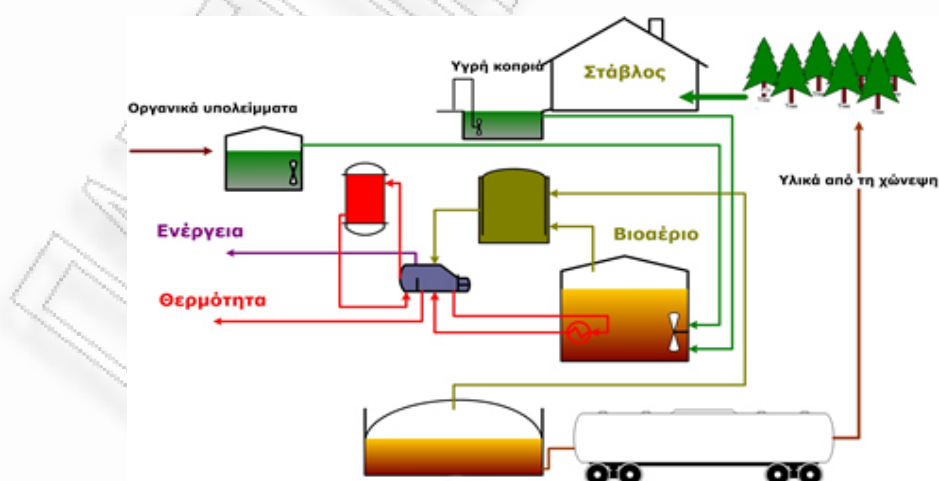 Υγρή κοπριά
Στάβλος
Οργανικά υπολείμματα
Υλικά από τη χώνεψη
Ενέργεια
Βιοαέριο
Θερμότητα